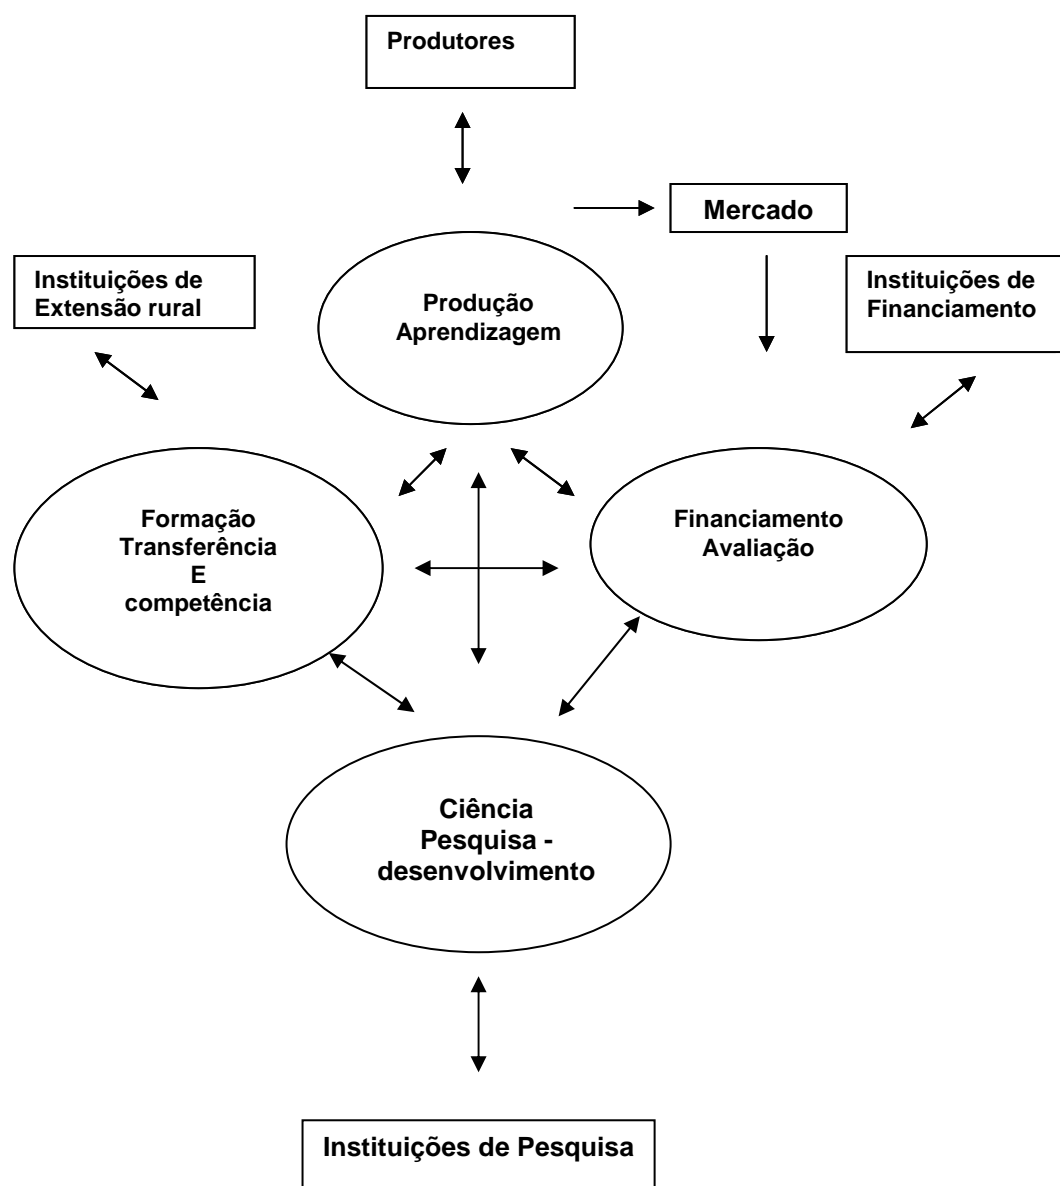 Produtores
Mercado
Instituições de
Extensão rural
Instituições de
Financiamento
Produção
Aprendizagem
Formação
Transferência
E
competência
Financiamento
Avaliação
Ciência
Pesquisa -
desenvolvimento
Instituições de Pesquisa